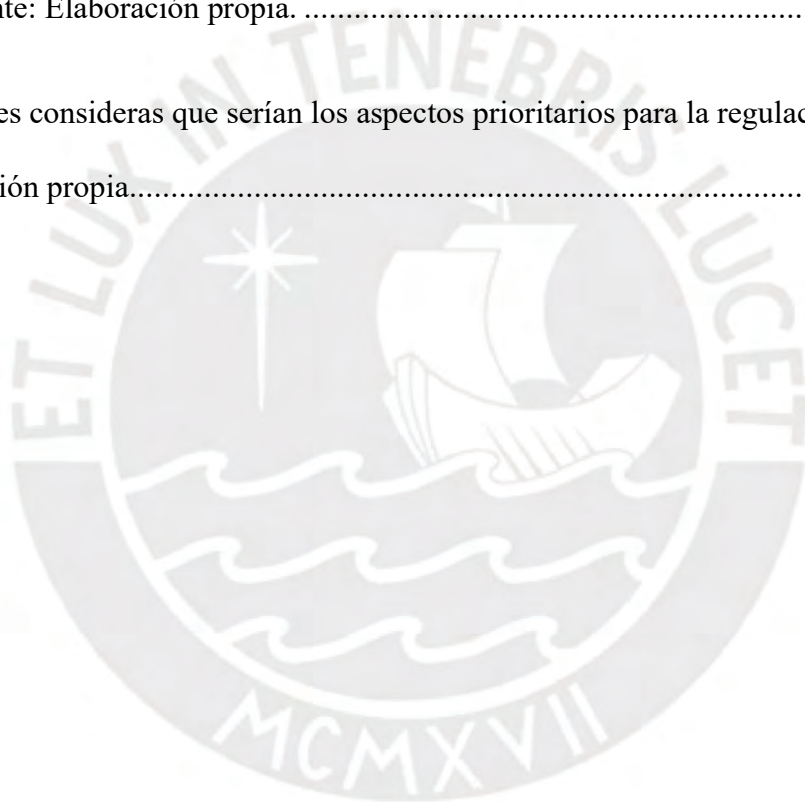 nte: Elaboración propia. ..............................................................
es consideras que serían los aspectos prioritarios para la regulac
ión propia...................................................................................
ET LUX IN TENEBRIS LUCET
MCMXVII